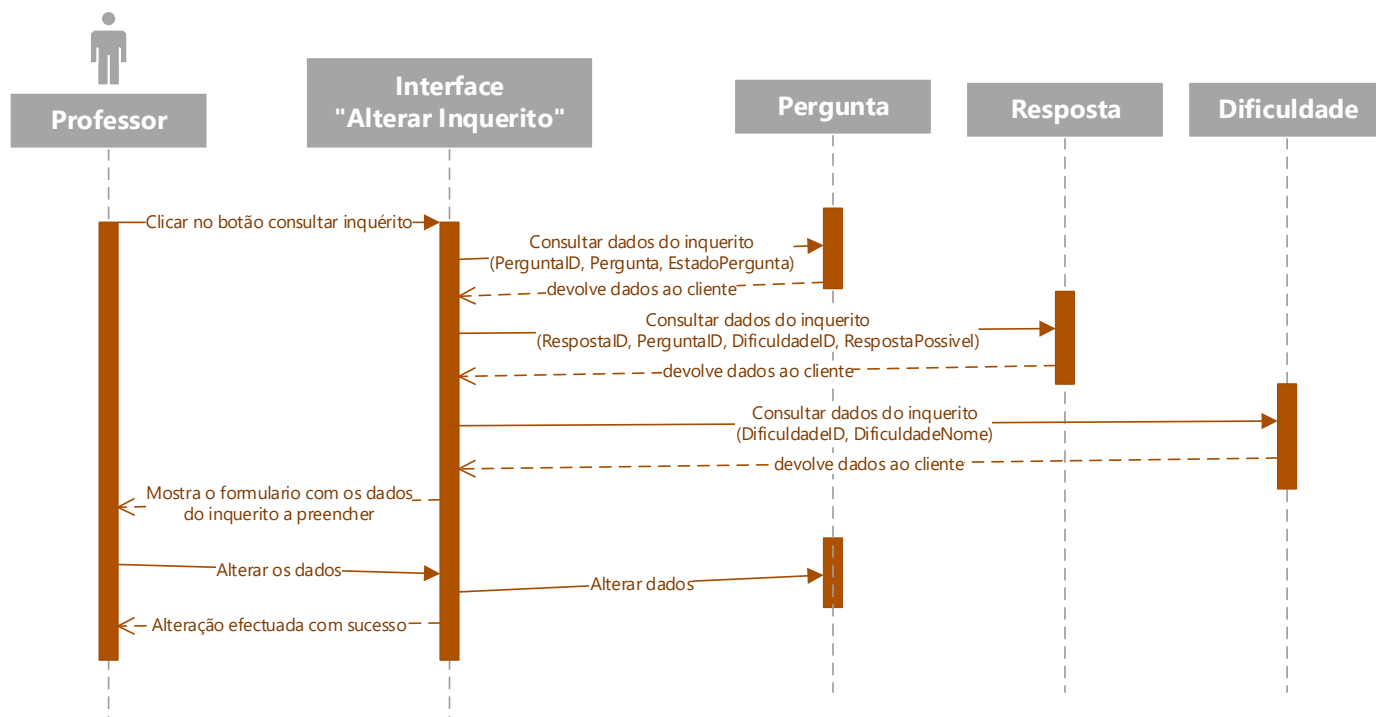 Professor
Interface
"Alterar Inquerito"
Pergunta
Resposta
Dificuldade
Clicar no botão consultar inquérito
Consultar dados do inquerito
(PerguntaID, Pergunta, EstadoPergunta)
devolve dados ao cliente
Consultar dados do inquerito
(RespostaID, PerguntaID, DificuldadeID, RespostaPossivel)
devolve dados ao cliente
Consultar dados do inquerito
(DificuldadeID, DificuldadeNome)
devolve dados ao cliente
Mostra o formulario com os dados
do inquerito a preencher
Alterar os dados
Alterar dados
Alteração efectuada com sucesso